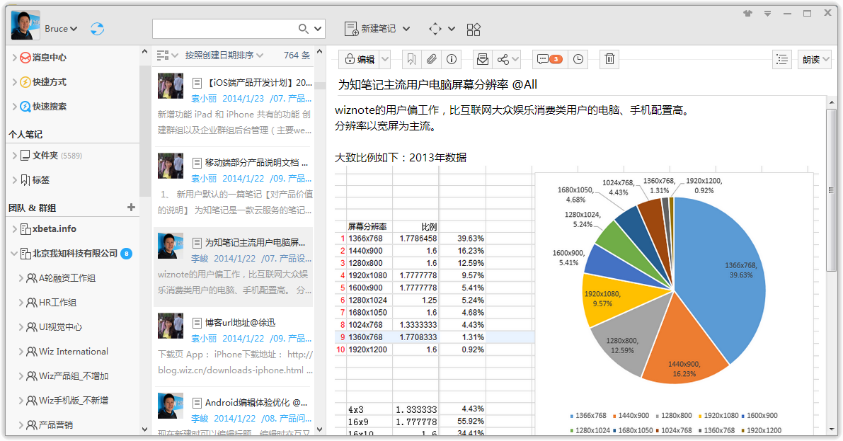 Bruce
新建笔记
消息中心
快捷方式
快速搜索
个人笔记
文件夹 (5589)
标签
团队 & 群组
xbeta.info
北京我知科技有限公司 8
A轮融资工作组
HR工作组
UI视觉中心
Wiz International
Wiz产品组_不增加
Wiz手机版_不新增
产品营销
按照创建日期排序 764 条
【iOS端产品开发计划】20...
袁小丽 2014/1/23 /07. 产品...
新增功能 iPad 和 iPhone 共有的功能 创
建群组以及企业群组后台管理（主要we...
移动端部分产品说明文档 ...
袁小丽 2014/1/22 /07. 产品...
1、 新用户默认的一篇笔记【对产品价值
的说明】 为知笔记是一款云服务的笔记...
为知笔记主流用户电脑屏...
李峻 2014/1/22 /07. 产品设...
wiznote的用户偏工作，比互联网大众娱
乐消费类用户的电脑、手机配置高。 分...
博客url地址@徐迅
袁小丽 2014/1/22 /09. 产品...
下载页 App： iPhone下载地址： http://
blog.wiz.cn/downloads-iphone.html ...
Android编辑体验优化 @...
李峻 2014/1/22 /08. 产品问...
编辑
3
朗读
为知笔记主流用户电脑屏幕分辨率 @All
wiznote的用户偏工作，比互联网大众娱乐消费类用户的电脑、手机配置高。
分辨率以宽屏为主流。
大致比例如下：2013年数据
屏幕分辨率 比例
1 1366x768 1.7786458 39.63%
2 1440x900 1.6 16.23%
3 1280x800 1.6 12.59%
4 1920x1080 1.7777778 9.57%
5 1600x900 1.7777778 5.41%
6 1280x1024 1.25 5.24%
7 1680x1050 1.6 4.68%
8 1024x768 1.3333333 4.43%
9 1360x768 1.7708333 1.31%
10 1920x1200 1.6 0.92%
4x3 1.333333 4.43%
16x9 1.777778 55.92%
16x10 1.6 34.41%
1366x768,
39.63%
1440x900,
16.23%
1280x800,
12.59%
1920x1080,
9.57%
1600x900,
5.41%
1280x1024,
5.24%
1680x1050,
4.68%
1024x768,
4.43%
1360x768,
1.31%
1920x1200,
0.92%
1366x768 1440x900 1280x800 1920x1080 1600x900
1280x1024 1680x1050 1024x768 1360x768 1920x1200